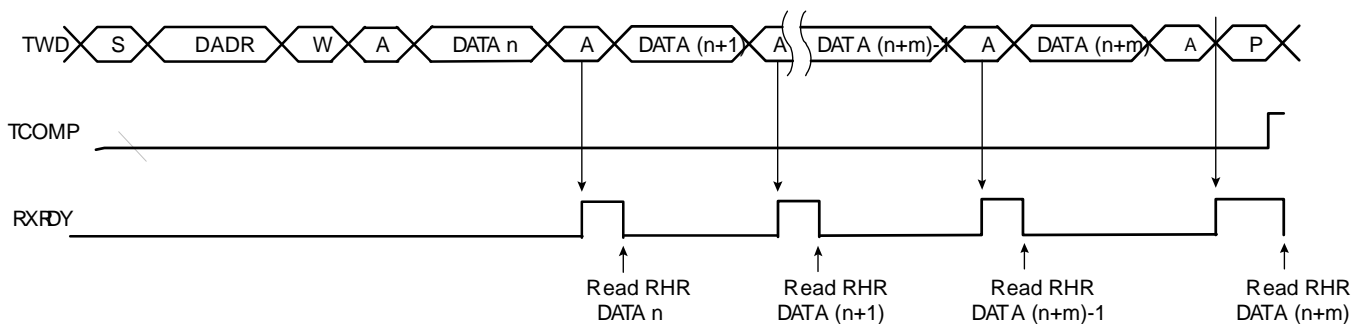 TWD S DADR W A DATA n A DATA (n+1) A DATA (n+m)-1 A DATA (n+m) A P
TCOMP
RXRDY
Read RHR Read RHR Read RHR Read RHR
DATA n DATA (n+1) DATA (n+m)-1 DATA (n+m)